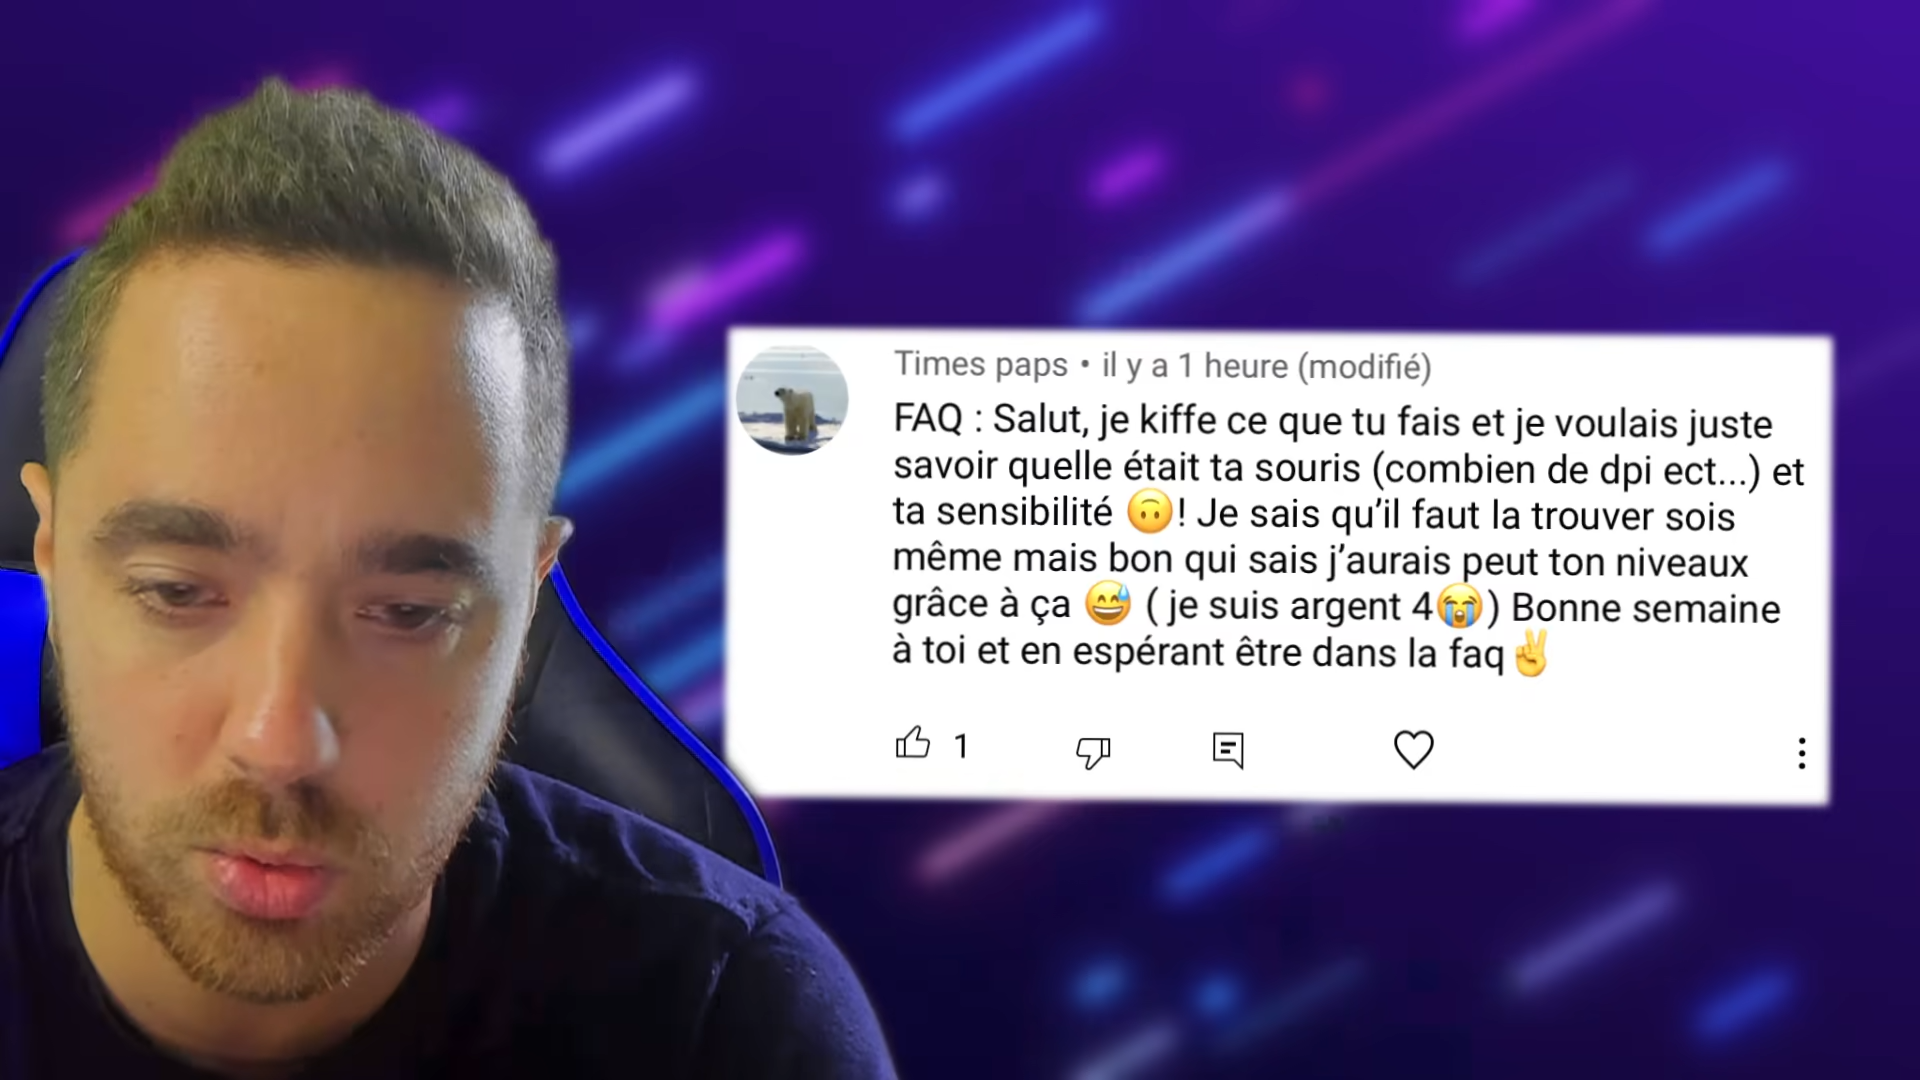 Times paps • il y a 1 heure (modifié)
FAQ : Salut, je kiffe ce que tu fais et je voulais juste
savoir quelle était ta souris (combien de dpi ect...) et
ta sensibilité 🙃! Je sais qu’il faut la trouver sois
même mais bon qui sais j’aurais peut ton niveaux
grâce à ça 😅 ( je suis argent 4😭) Bonne semaine
à toi et en espérant être dans la faq✌️
1